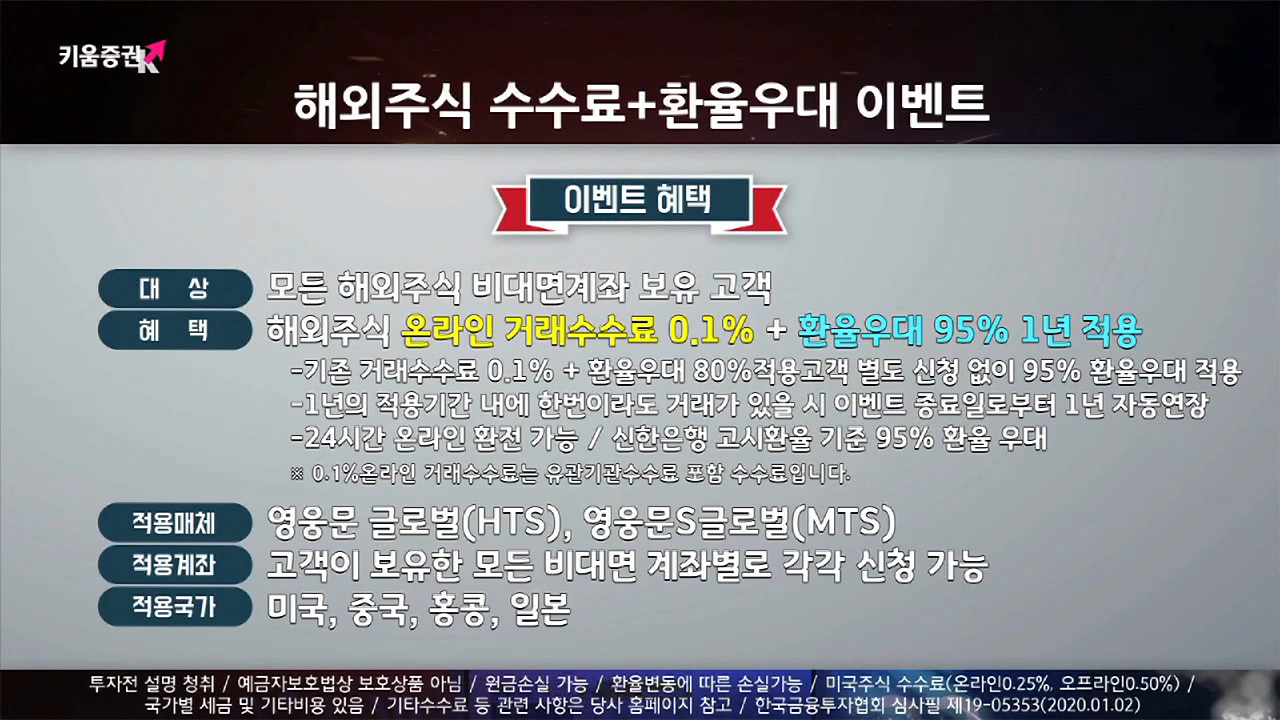 키움증권
해외주식 수수료+환율우대 이벤트
이벤트 혜택
대 상 모든 해외주식 비대면계좌 보유 고객
혜 택 해외주식 온라인 거래수수료 0.1% + 환율우대 95% 1년 적용
-기존 거래수수료 0.1% + 환율우대 80%적용고객 별도 신청 없이 95% 환율우대 적용
-1년의 적용기간 내에 한번이라도 거래가 있을 시 이벤트 종료일로부터 1년 자동연장
-24시간 온라인 환전 가능 / 신한은행 고시환율 기준 95% 환율 우대
※ 0.1%온라인 거래수수료는 유관기관수수료 포함 수수료입니다.
적용매체 영웅문 글로벌(HTS), 영웅문S글로벌(MTS)
적용계좌 고객이 보유한 모든 비대면 계좌별로 각각 신청 가능
적용국가 미국, 중국, 홍콩, 일본
투자전 설명 청취 / 예금자보호법상 보호상품 아님 / 원금손실 가능 / 환율변동에 따른 손실가능 / 미국주식 수수료(온라인0.25%, 오프라인0.50%) /
국가별 세금 및 기타비용 있음 / 기타수수료 등 관련 사항은 당사 홈페이지 참고 / 한국금융투자협회 심사필 제19-05353(2020.01.02)